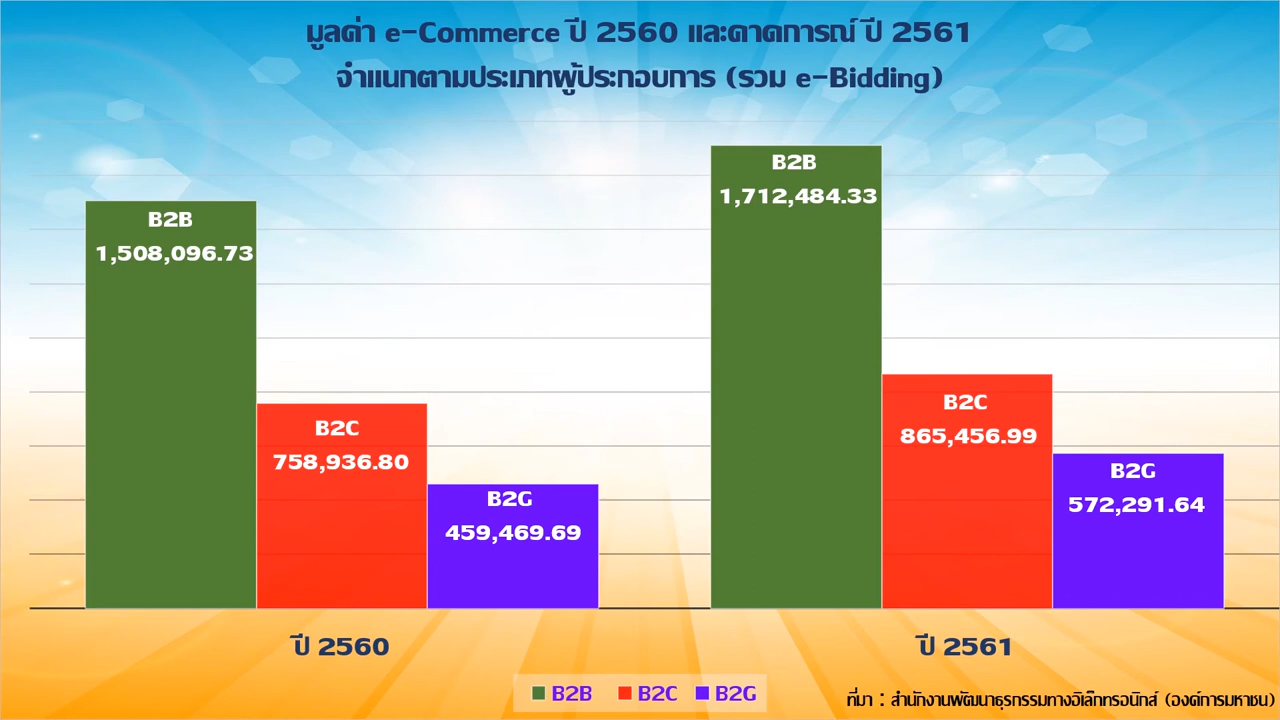 มูลค่า e-Commerce ปี 2560 และคาดการณ์ ปี 2561
จำแนกตามประเภทผู้ประกอบการ (รวม e-Bidding)
B2B
1,508,096.73
B2C
758,936.80
B2G
459,469.69
B2B
1,712,484.33
B2C
865,456.99
B2G
572,291.64
ปี 2560
ปี 2561
B2B B2C B2G
ที่มา : สำนักงานพัฒนาธุรกรรมทางอิเล็กทรอนิกส์ (องค์การมหาชน)